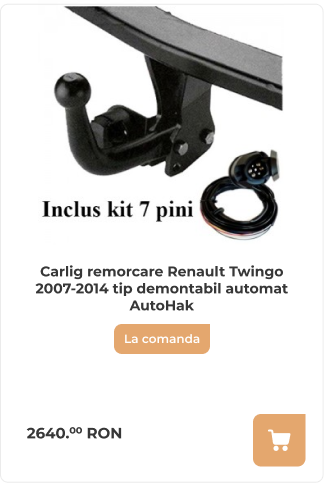 Inclus kit 7 pini
Carlig remorcare Renault Twingo
2007-2014 tip demontabil automat
AutoHak
La comanda
2640.⁰⁰ RON